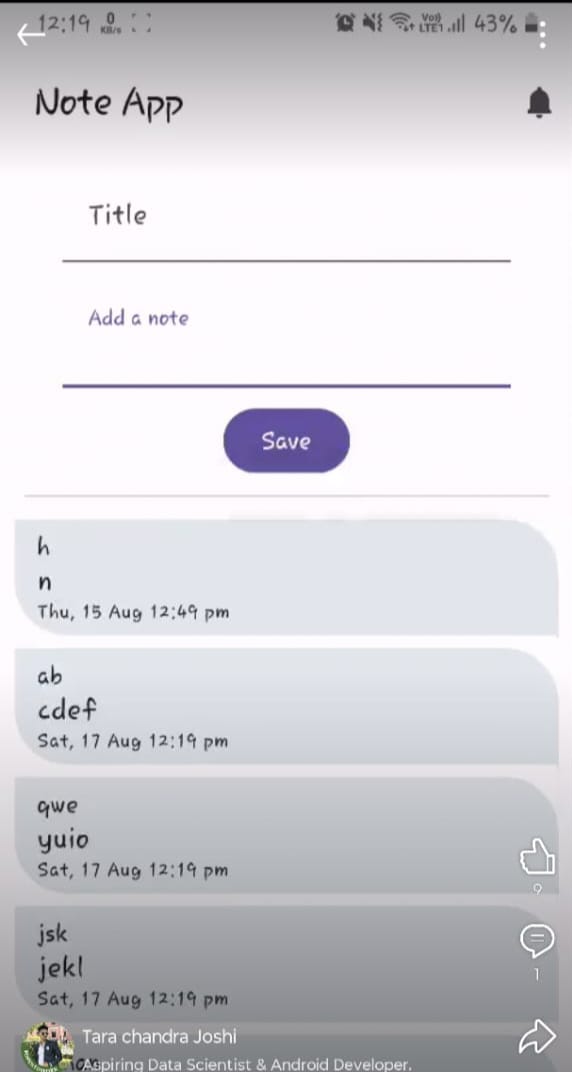 12:19 0 KB/s Vo)) LTE1 43%
Note App
Title
Add a note
Save
h
n
Thu, 15 Aug 12:49 pm
ab
cdef
Sat, 17 Aug 12:19 pm
qwe
yuio
Sat, 17 Aug 12:19 pm
9
jsk
jekl
1
Sat, 17 Aug 12:19 pm
Tara chandra Joshi
Aspiring Data Scientist & Android Developer.